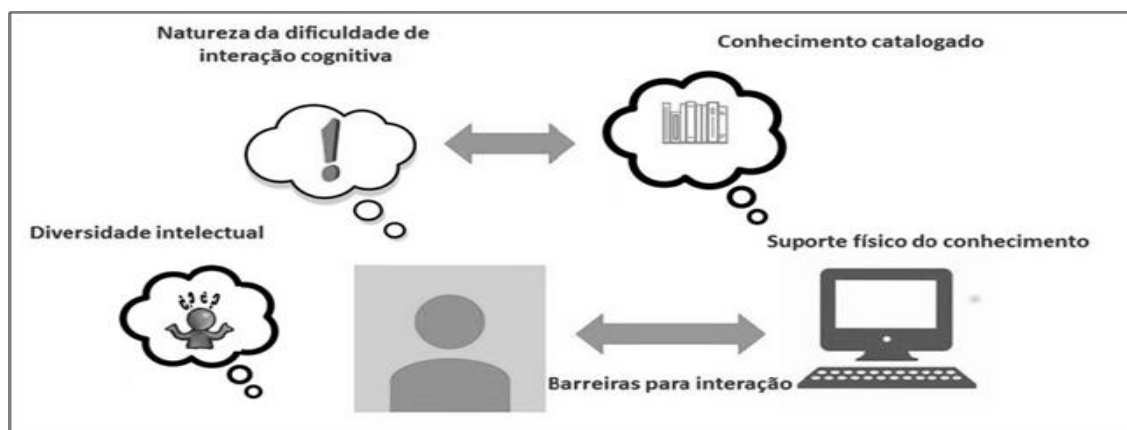 Natureza da dificuldade de
interação cognitiva
Conhecimento catalogado
Diversidade intelectual
Suporte físico do conhecimento
Barreiras para interação